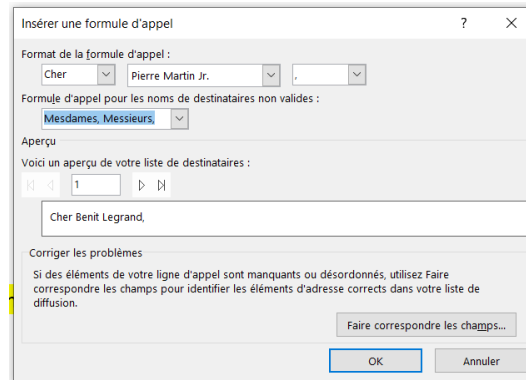 Insérer une formule d'appel ? ×
Format de la formule d'appel :
Cher Pierre Martin Jr. ,
Formule d'appel pour les noms de destinataires non valides :
Mesdames, Messieurs,
Aperçu
Voici un aperçu de votre liste de destinataires :
1
Cher Benit Legrand,
Corriger les problèmes
Si des éléments de votre ligne d'appel sont manquants ou désordonnés, utilisez Faire
correspondre les champs pour identifier les éléments d'adresse corrects dans votre liste de
diffusion.
Faire correspondre les champs...
OK Annuler